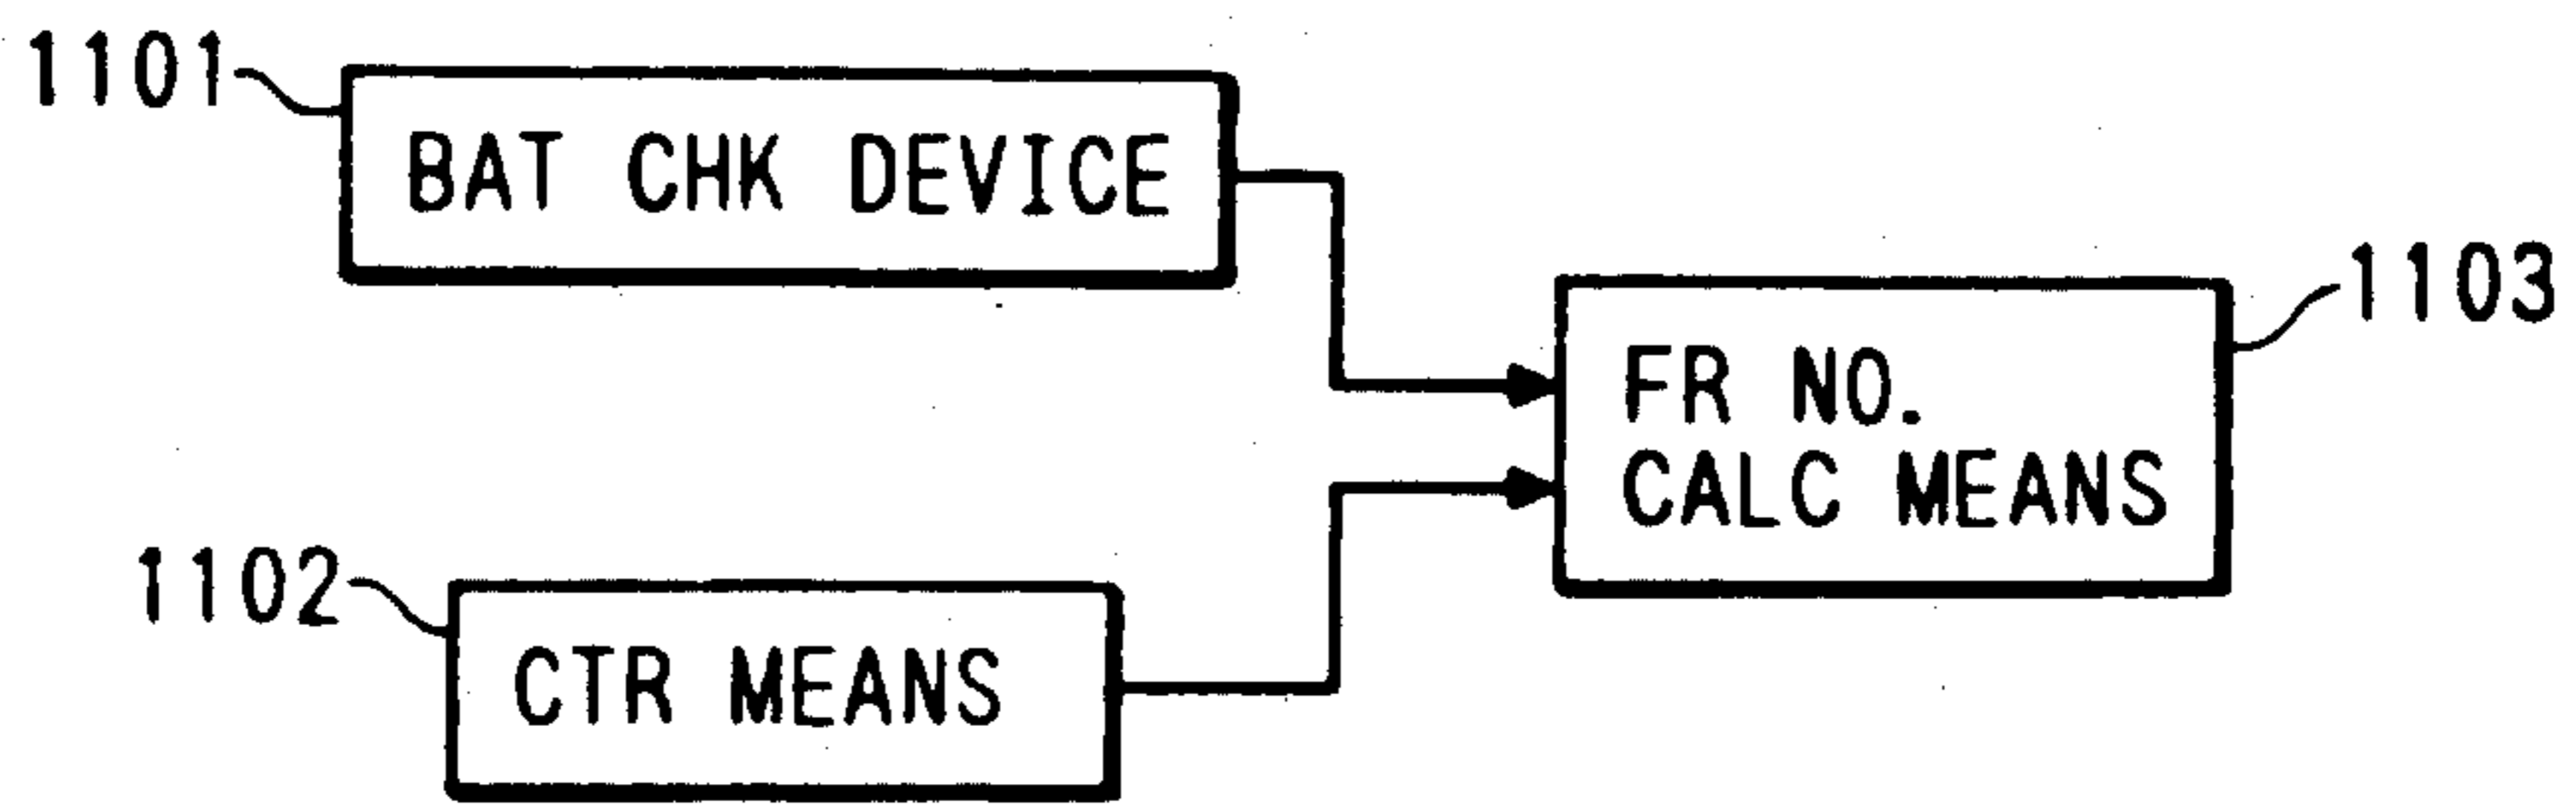 1101
BAT CHK DEVICE
1103
FR NO.
CALC MEANS
1102
CTR MEANS